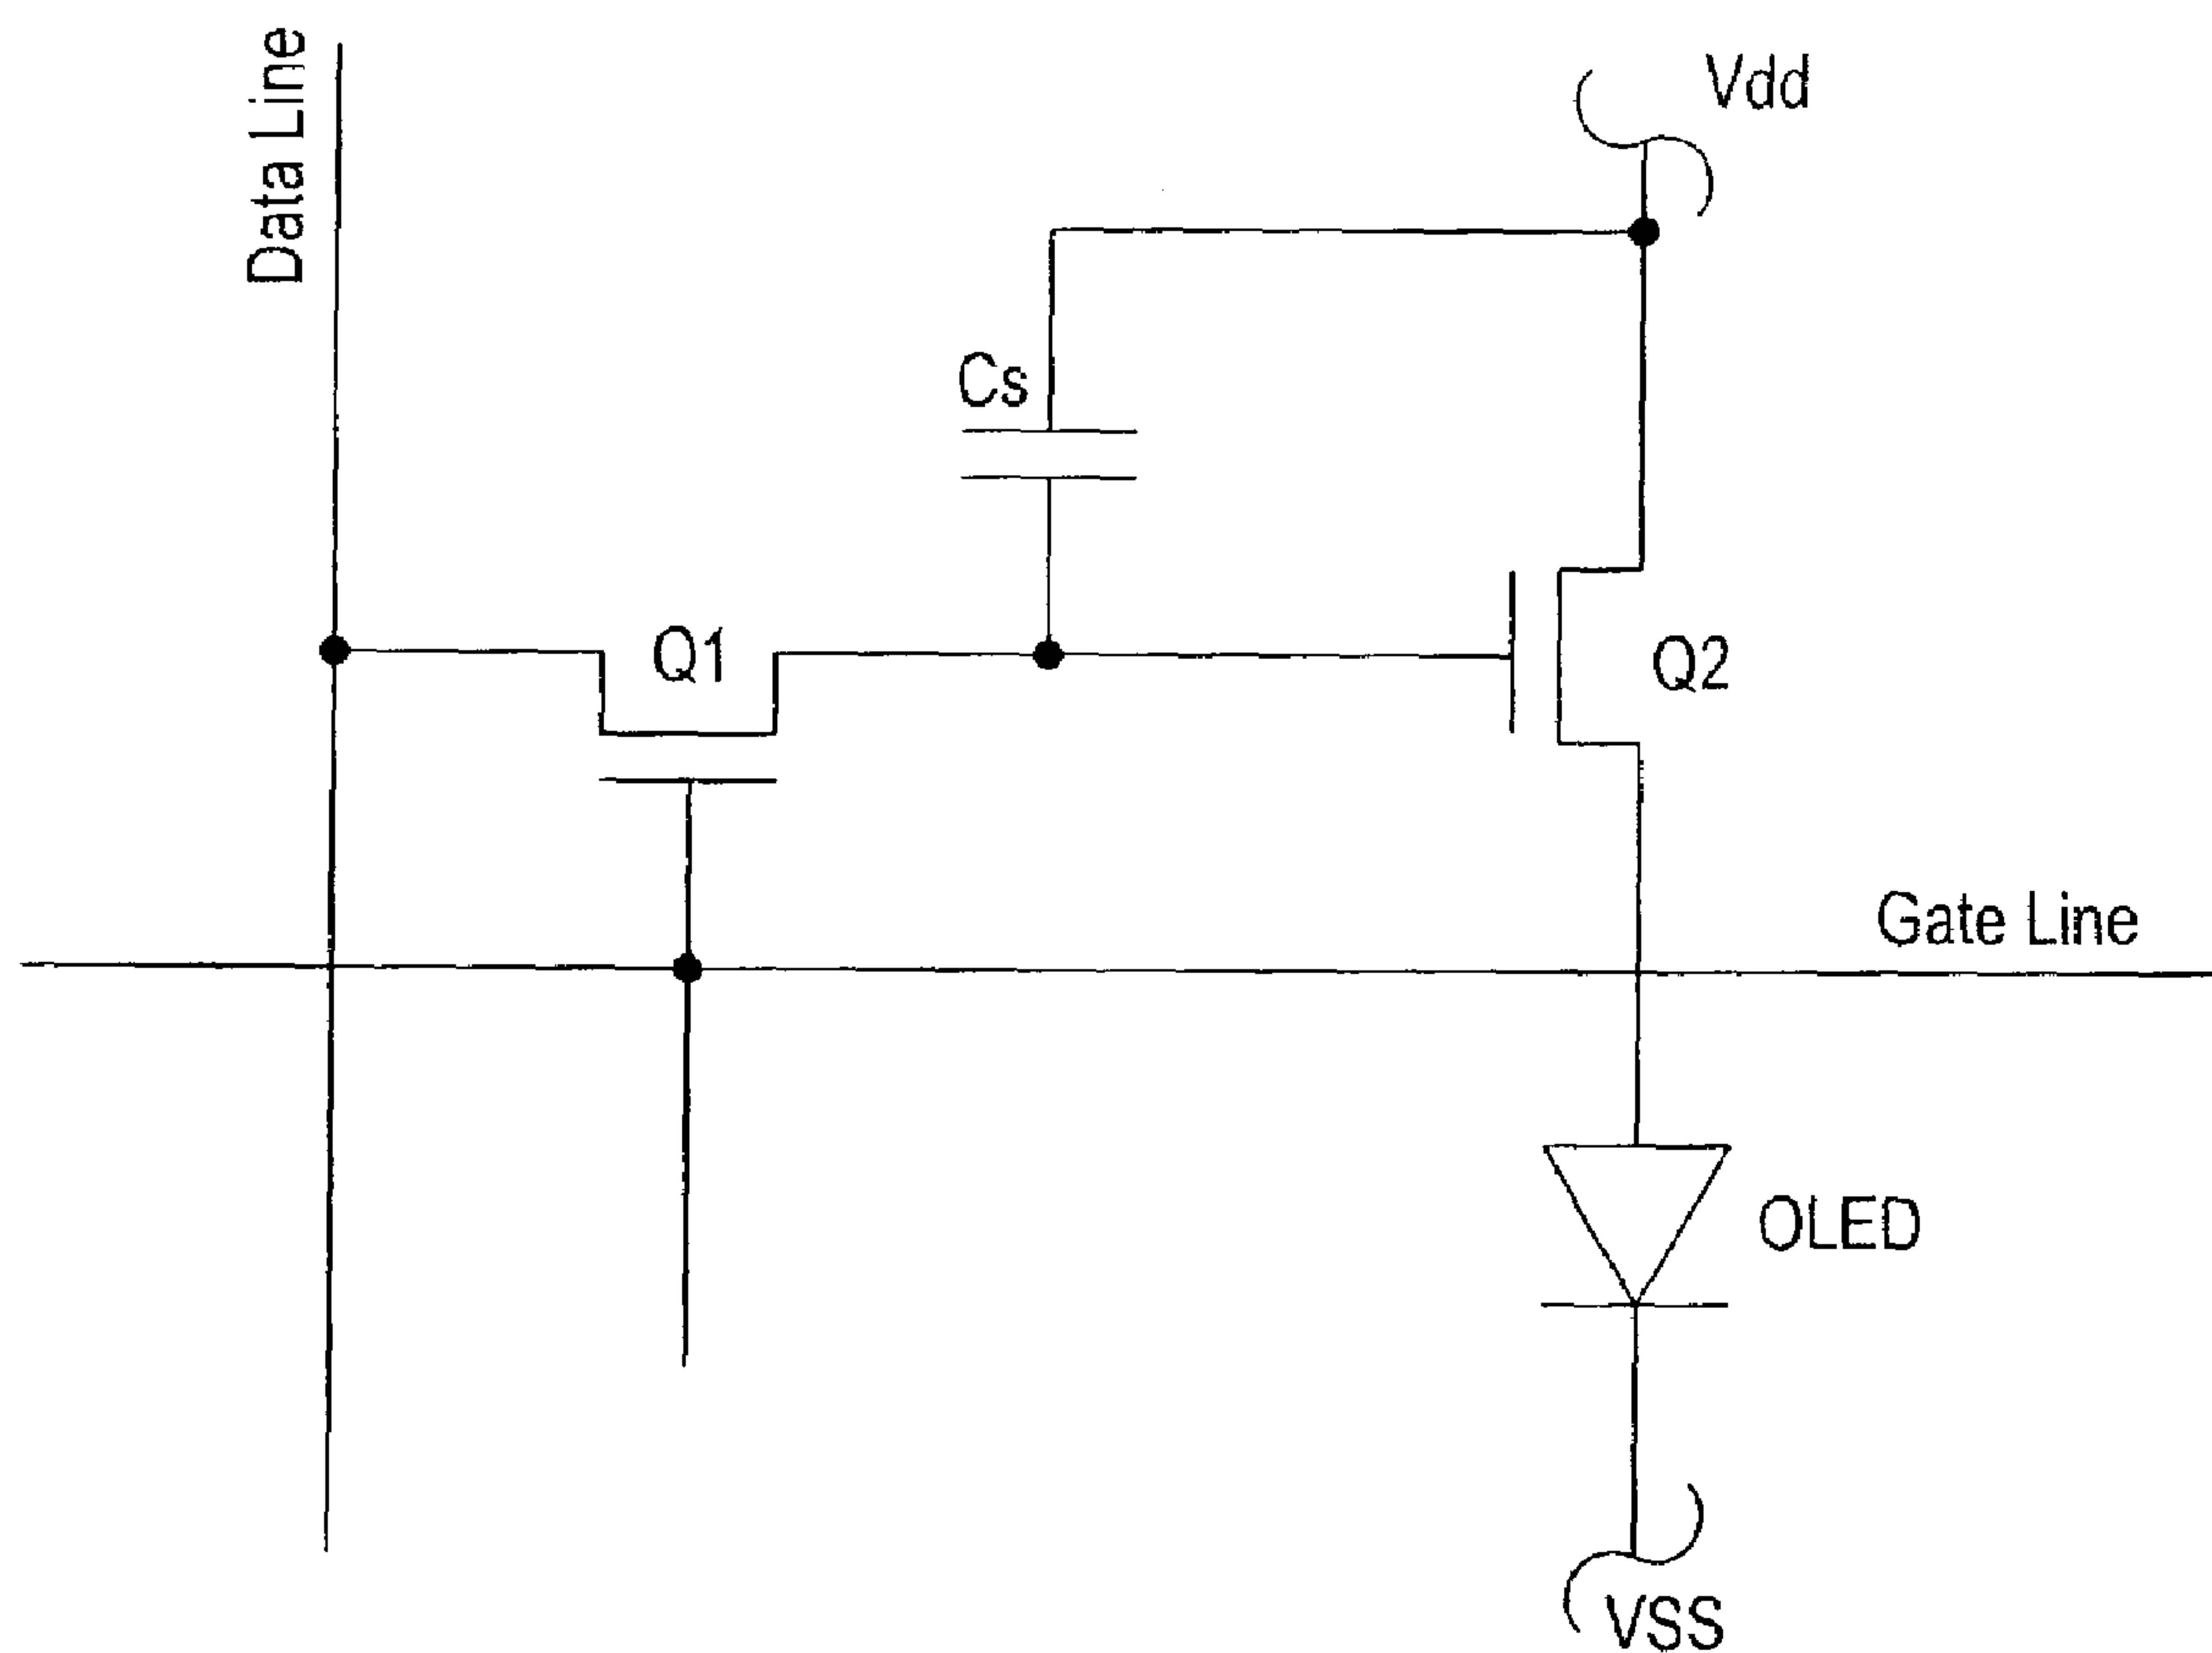 Data Line
Vdd
Cs
Q1
Q2
Gate Line
OLED
VSS